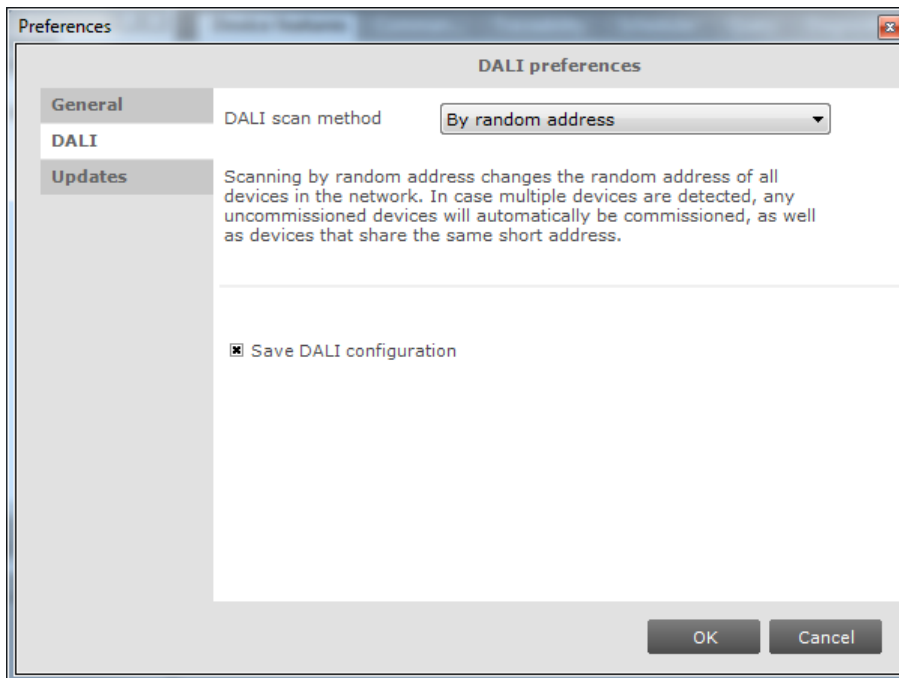 Preferences
DALI preferences
General
DALI
Updates
DALI scan method
By random address
Scanning by random address changes the random address of all
devices in the network. In case multiple devices are detected, any
uncommissioned devices will automatically be commissioned, as well
as devices that share the same short address.
Save DALI configuration
OK
Cancel